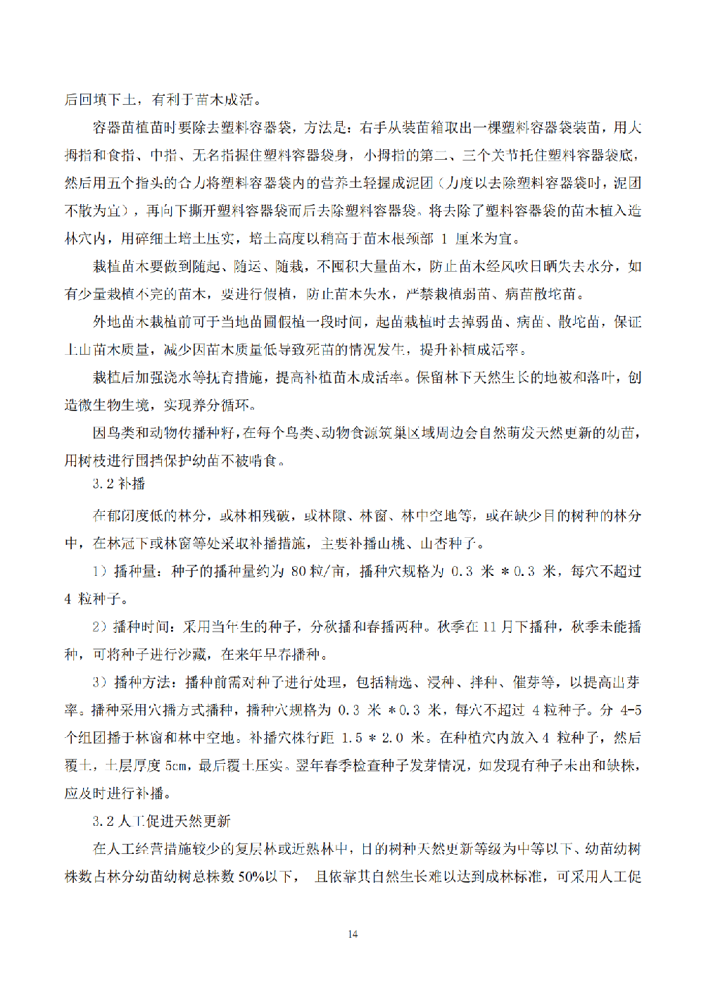 后回填下土，有利于苗木成活。
容器苗植苗时要除去塑料容器袋，方法是：右手从装苗箱取出一棵塑料容器袋装苗，用大
拇指和食指、中指、无名指握住塑料容器袋身，小拇指的第二、三个关节托住塑料容器袋底，
然后用五个指头的合力将塑料容器袋内的营养土轻握成泥团（力度以去除塑料容器袋时，泥团
不散为宜），再向下撕开塑料容器袋而后去除塑料容器袋。将去除了塑料容器袋的苗木植入造
林穴内，用碎细土培土压实，培土高度以稍高于苗木根颈部 1 厘米为宜。
栽植苗木要做到随起、随运、随栽，不囤积大量苗木，防止苗木经风吹日晒失去水分，如
有少量栽植不完的苗木，要进行假植，防止苗木失水，严禁栽植弱苗、病苗散坨苗。
外地苗木栽植前可于当地苗圃假植一段时间，起苗栽植时去掉弱苗、病苗、散坨苗，保证
上山苗木质量，减少因苗木质量低导致死苗的情况发生，提升补植成活率。
栽植后加强浇水等抚育措施，提高补植苗木成活率。保留林下天然生长的地被和落叶，创
造微生物生境，实现养分循环。
因鸟类和动物传播种籽，在每个鸟类、动物食源筑巢区域周边会自然萌发天然更新的幼苗，
用树枝进行围挡保护幼苗不被啃食。
3.2 补播
在郁闭度低的林分，或林相残破，或林隙、林窗、林中空地等，或在缺少目的树种的林分
中，在林冠下或林窗等处采取补播措施，主要补播山桃、山杏种子。
1）播种量：种子的播种量约为 80 粒/亩，播种穴规格为 0.3 米 *0.3 米，每穴不超过
4 粒种子。
2）播种时间：采用当年生的种子，分秋播和春播两种。秋季在 11 月下播种，秋季未能播
种，可将种子进行沙藏，在来年早春播种。
3）播种方法：播种前需对种子进行处理，包括精选、浸种、拌种、催芽等，以提高出芽
率。播种采用穴播方式播种，播种穴规格为 0.3 米 *0.3 米，每穴不超过 4 粒种子。分 4-5
个组团播于林窗和林中空地。补播穴株行距 1.5 * 2.0 米。在种植穴内放入 4 粒种子，然后
覆土，土层厚度 5cm，最后覆土压实。翌年春季检查种子发芽情况，如发现有种子未出和缺株，
应及时进行补播。
3.2 人工促进天然更新
在人工经营措施较少的复层林或近熟林中，目的树种天然更新等级为中等以下、幼苗幼树
株数占林分幼苗幼树总株数 50%以下， 且依靠其自然生长难以达到成林标准，可采用人工促
14